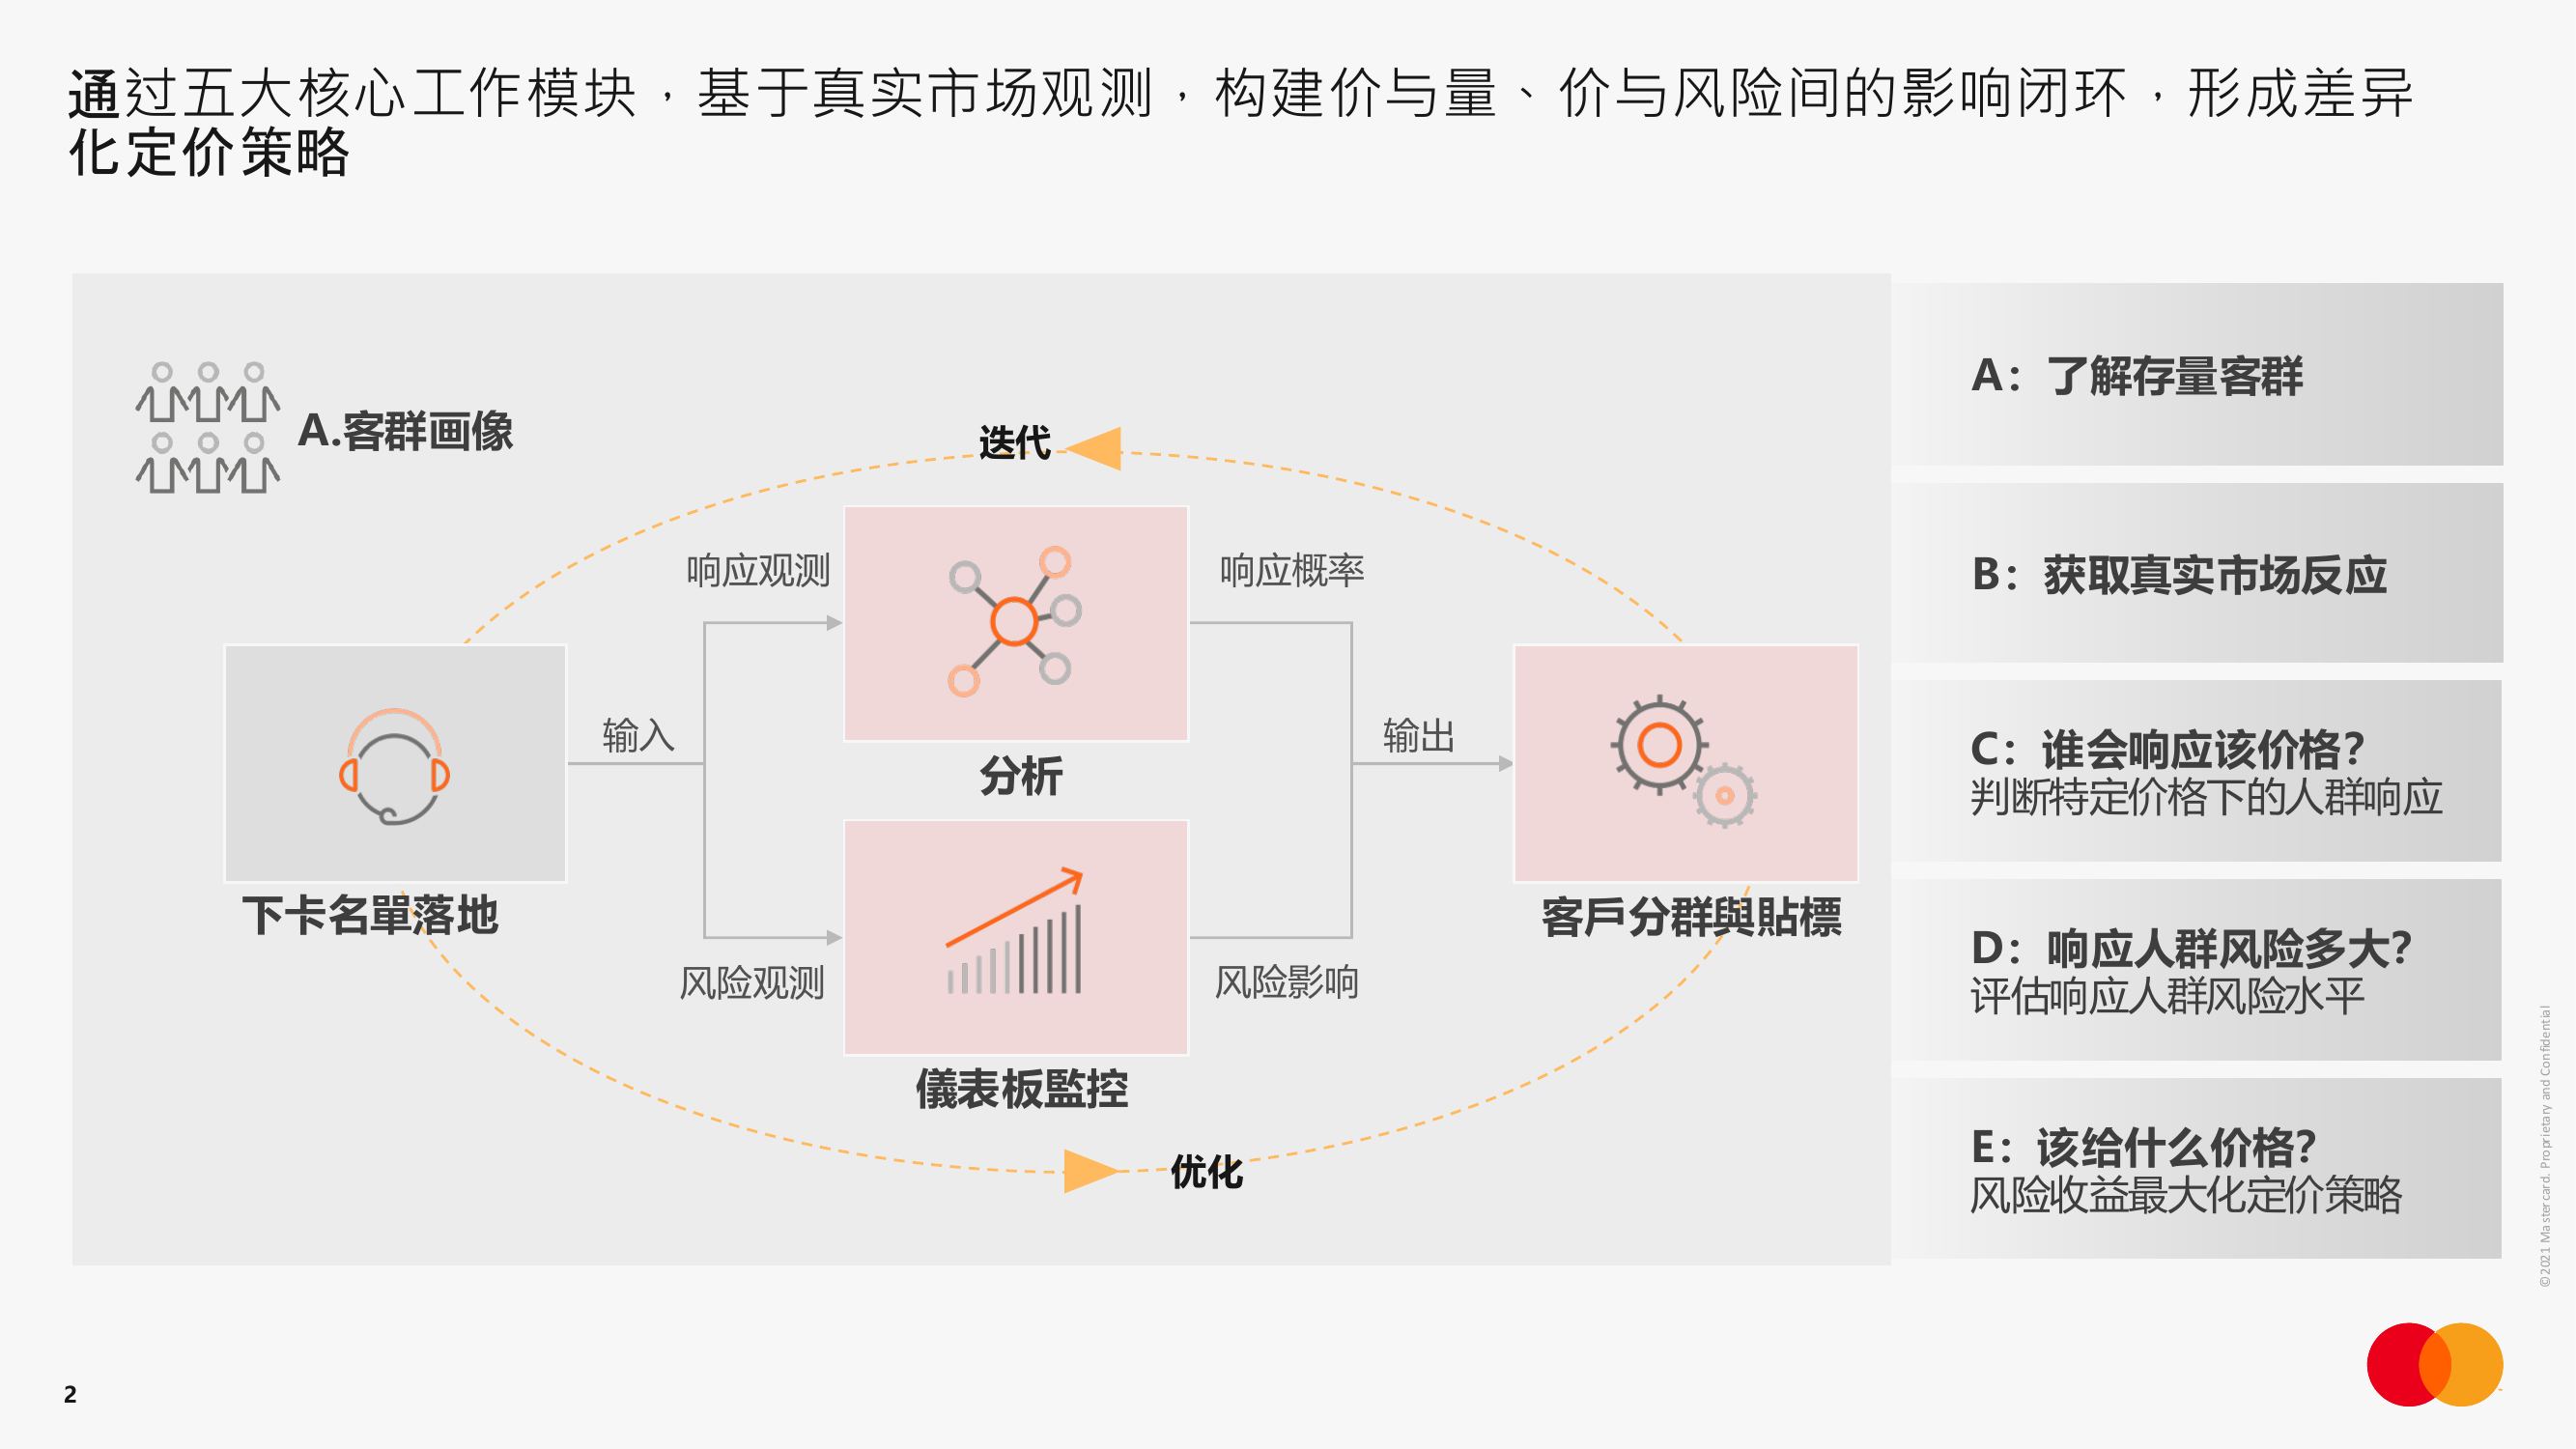 通过五大核心工作模块，基于真实市场观测，构建价与量、价与风险间的影响闭环，形成差异
化定价策略
A.客群画像
迭代
响应观测
响应概率
输入
输出
分析
下卡名單落地
客戶分群與貼標
风险观测
风险影响
儀表板監控
优化
A：了解存量客群
B：获取真实市场反应
C：谁会响应该价格？
判断特定价格下的人群响应
D：响应人群风险多大？
评估响应人群风险水平
E：该给什么价格？
风险收益最大化定价策略
©2021 Mastercard. Proprietary and Confidential
2